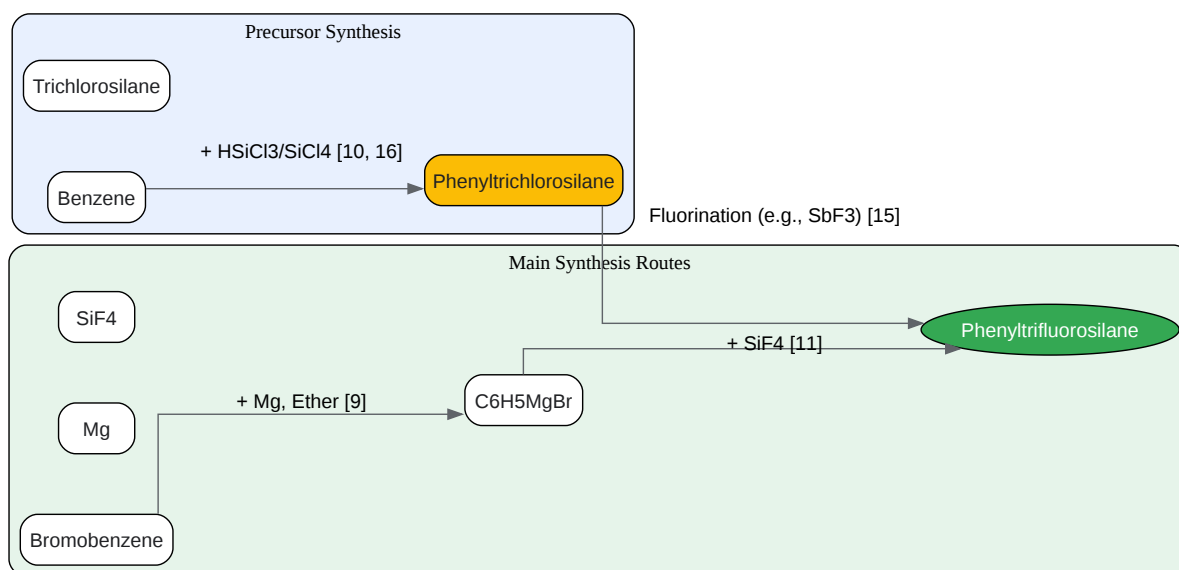 Precursor Synthesis
Trichlorosilane
+ HSiCl3/SiCl4 [10, 16]
Benzene
Phenyltrichlorosilane
Fluorination (e.g., SbF3) [15]
Main Synthesis Routes
SiF4
Phenyltrifluorosilane
+ SiF4 [11]
+ Mg, Ether [9]
C6H5MgBr
Mg
Bromobenzene